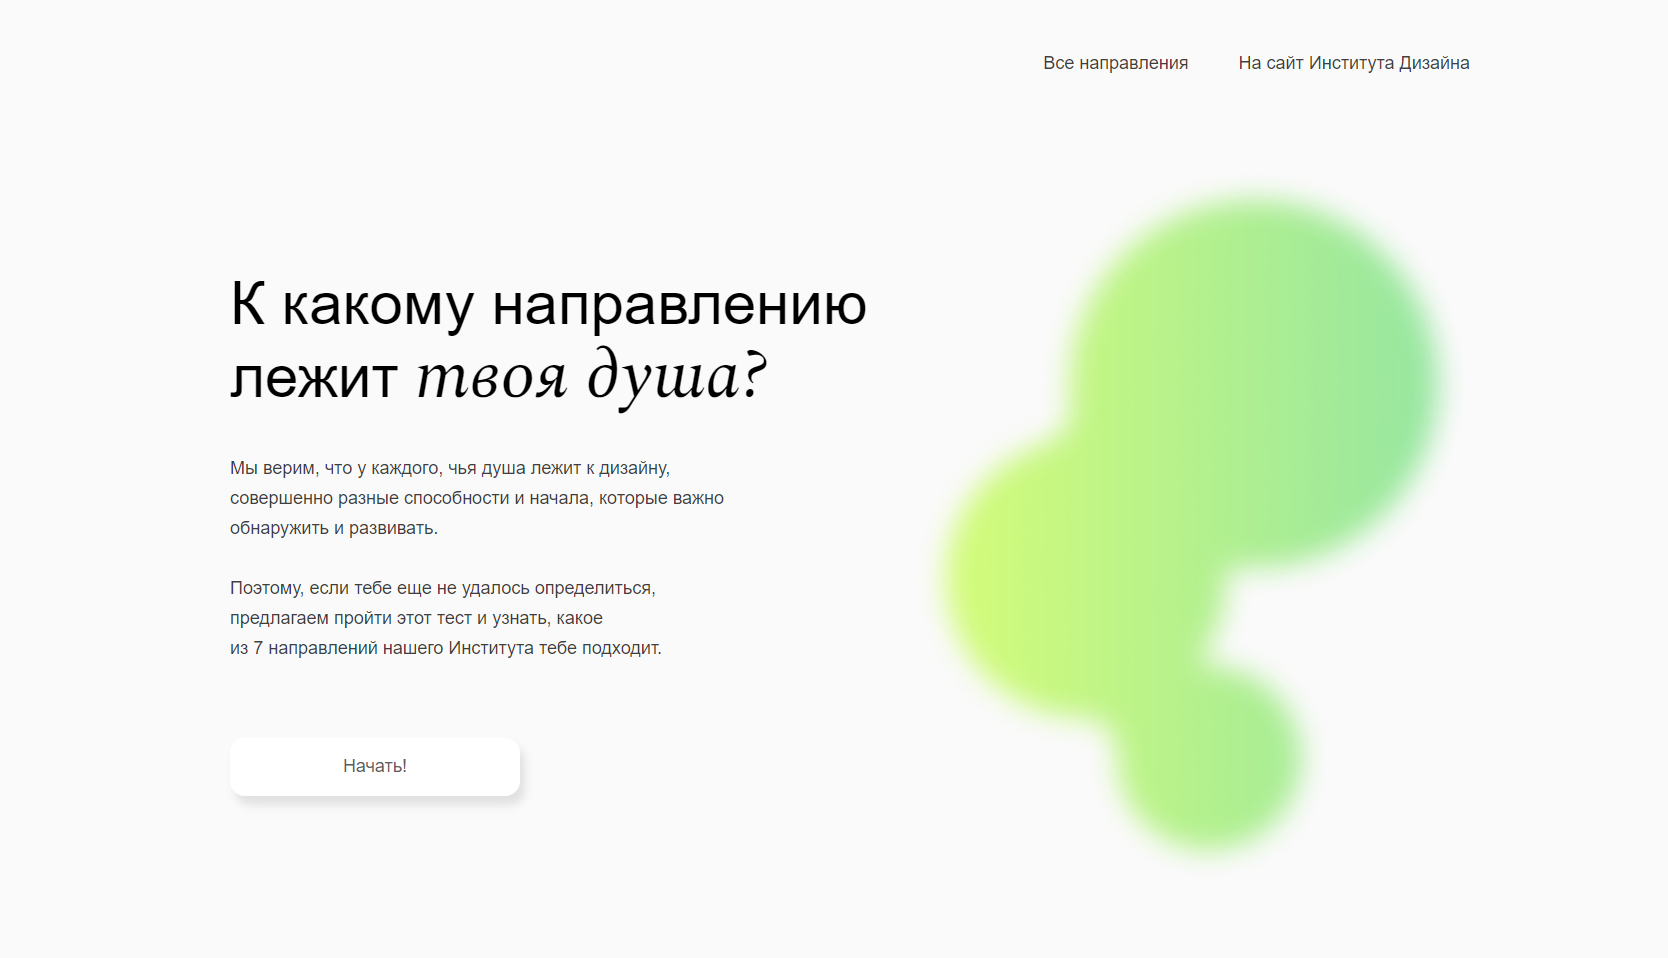 Все направления
На сайт Института Дизайна
К какому направлению
лежит твоя душа?
Мы верим, что у каждого, чья душа лежит к дизайну,
совершенно разные способности и начала, которые важно
обнаружить и развивать.
Поэтому, если тебе еще не удалось определиться,
предлагаем пройти этот тест и узнать, какое
из 7 направлений нашего Института тебе подходит.
Начать!